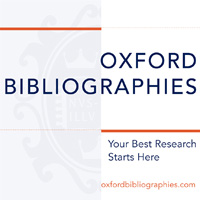 OXFORD
BIBLIOGRAPHIES
Your Best Research
Starts Here
oxfordbibliographies.com